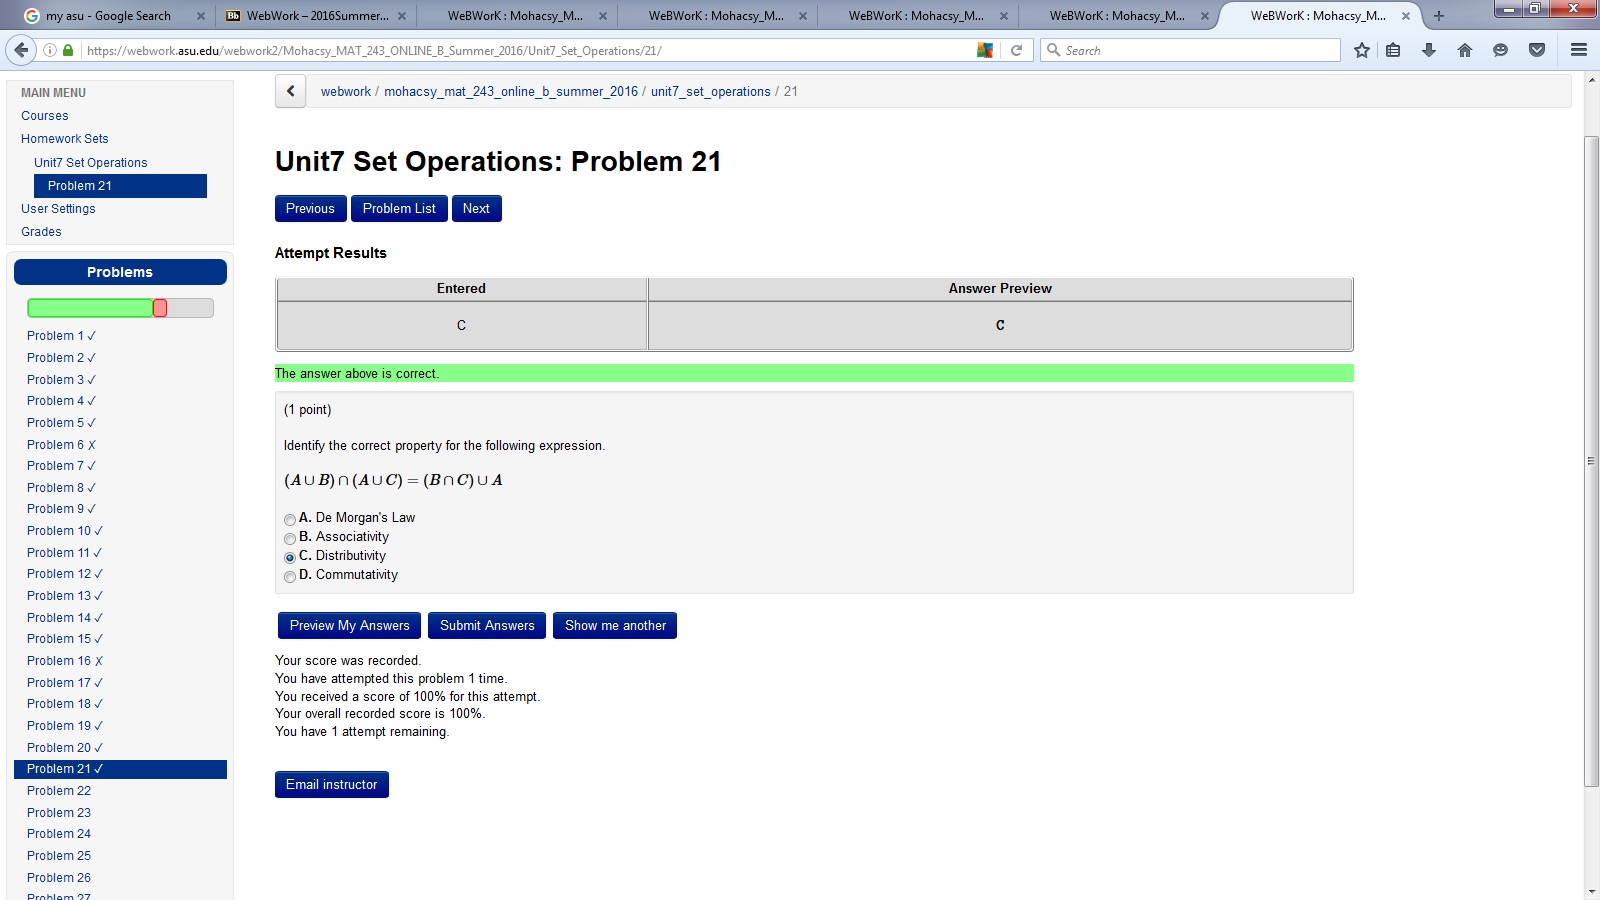 my asu - Google Search
WebWork – 2016Summer...
WeBWorK : Mohacsy_M...
WeBWorK : Mohacsy_M...
WeBWorK : Mohacsy_M...
WeBWorK : Mohacsy_M...
WeBWorK : Mohacsy_M...
https://webwork.asu.edu/webwork2/Mohacsy_MAT_243_ONLINE_B_Summer_2016/Unit7_Set_Operations/21/
Search
MAIN MENU
Courses
Homework Sets
Unit7 Set Operations
Problem 21
User Settings
Grades
Problems
Problem 1 ✓
Problem 2 ✓
Problem 3 ✓
Problem 4 ✓
Problem 5 ✓
Problem 6 ✗
Problem 7 ✓
Problem 8 ✓
Problem 9 ✓
Problem 10 ✓
Problem 11 ✓
Problem 12 ✓
Problem 13 ✓
Problem 14 ✓
Problem 15 ✓
Problem 16 ✗
Problem 17 ✓
Problem 18 ✓
Problem 19 ✓
Problem 20 ✓
Problem 21 ✓
Problem 22
Problem 23
Problem 24
Problem 25
Problem 26
Problem 27
webwork / mohacsy_mat_243_online_b_summer_2016 / unit7_set_operations / 21
Unit7 Set Operations: Problem 21
Previous Problem List Next
Attempt Results
Entered Answer Preview
C C
The answer above is correct.
(1 point)
Identify the correct property for the following expression.
(A ∪ B) ∩ (A ∪ C) = (B ∩ C) ∪ A
A. De Morgan's Law
B. Associativity
C. Distributivity
D. Commutativity
Preview My Answers Submit Answers Show me another
Your score was recorded.
You have attempted this problem 1 time.
You received a score of 100% for this attempt.
Your overall recorded score is 100%.
You have 1 attempt remaining.
Email instructor